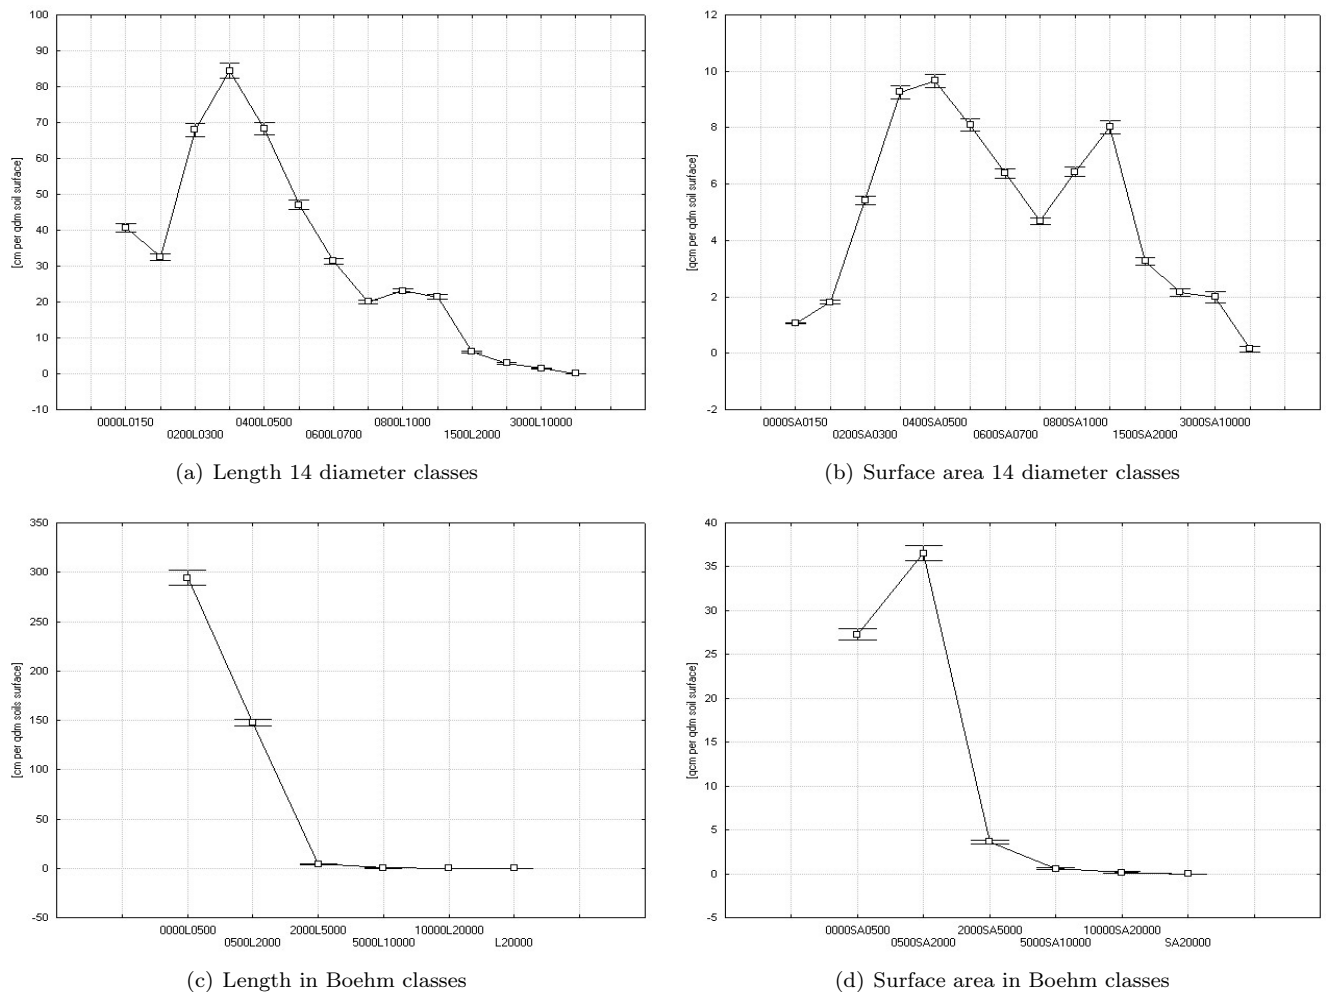 100
90
80
70
60
50
40
30
20
10
0
-10
[cm per qdm soil surface]
0000L0150 0400L0500 0800L1000 3000L10000
0200L0300 0600L0700 1500L2000
(a) Length 14 diameter classes
12
10
8
6
4
2
0
-2
[qcm per qdm soil surface]
0000SA0150 0400SA0500 0800SA1000 3000SA10000
0200SA0300 0600SA0700 1500SA2000
(b) Surface area 14 diameter classes
350
300
250
200
150
100
50
0
-50
[cm per qdm soils surface]
0000L0500 2000L5000 10000L20000
0500L2000 5000L10000 L20000
(c) Length in Boehm classes
40
35
30
25
20
15
10
5
0
-5
[qcm per qdm soil surface]
0000SA0500 2000SA5000 10000SA20000
0500SA2000 5000SA10000 SA20000
(d) Surface area in Boehm classes